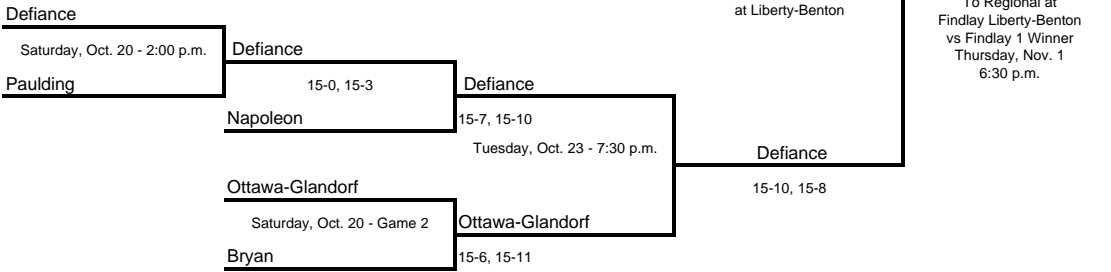 To Regional at
Defiance
at Liberty-Benton
Findlay Liberty-Benton
vs Findlay 1 Winner
Saturday, Oct. 20 - 2:00 p.m.
Defiance
Thursday, Nov. 1
6:30 p.m.
Paulding
15-0, 15-3
Defiance
Napoleon
15-7, 15-10
Tuesday, Oct. 23 - 7:30 p.m.
Defiance
Ottawa-Glandorf
15-10, 15-8
Saturday, Oct. 20 - Game 2
Ottawa-Glandorf
Bryan
15-6, 15-11